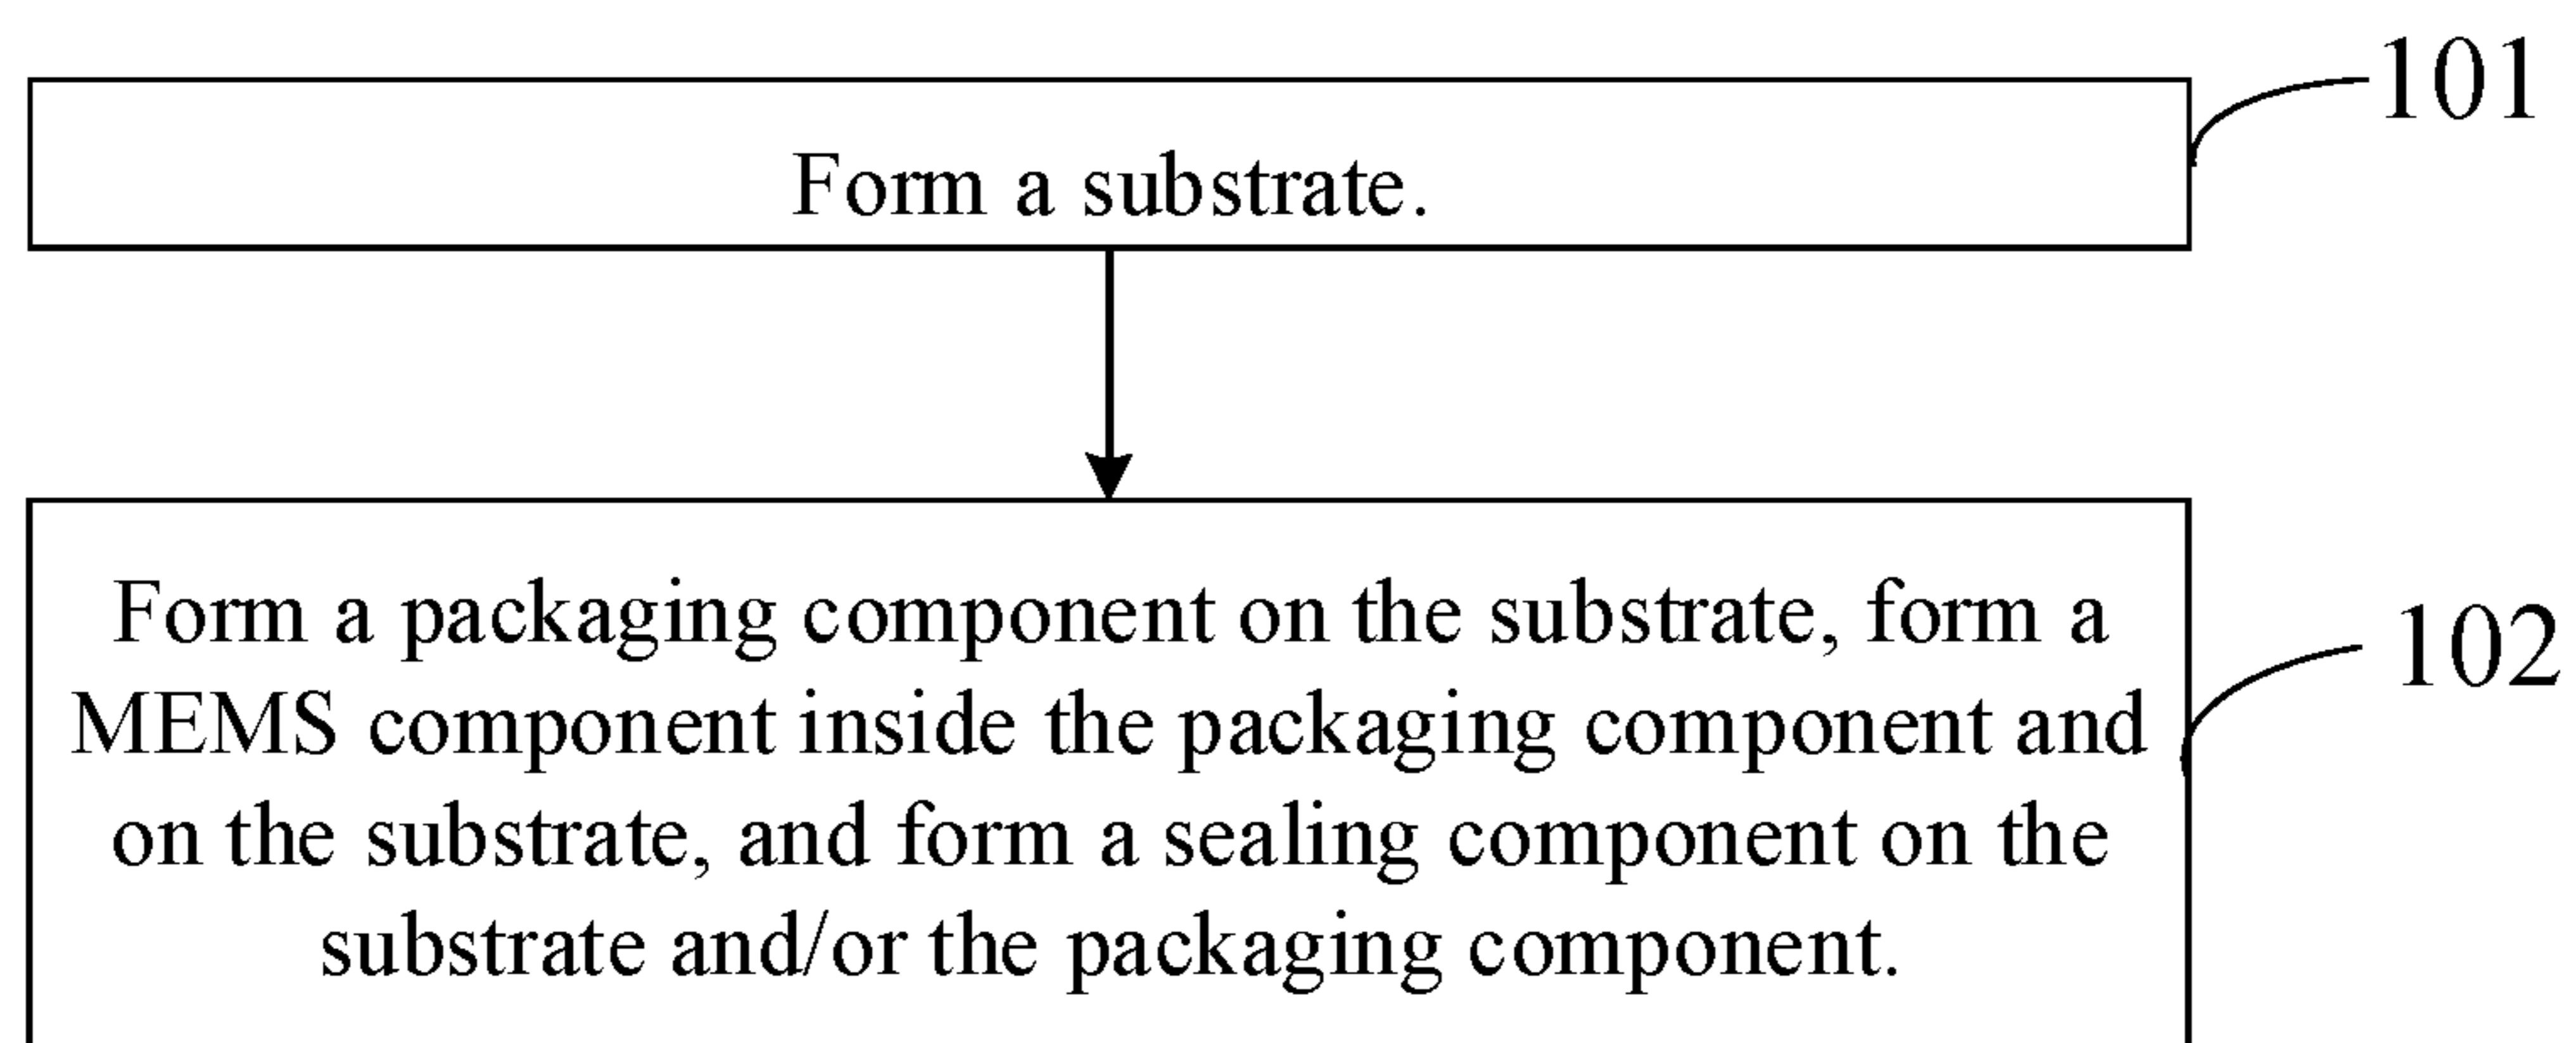 101
Form a substrate.
Form a packaging component on the substrate, form a
MEMS component inside the packaging component and
102
on the substrate, and form a sealing component on the
substrate and/or the packaging component.